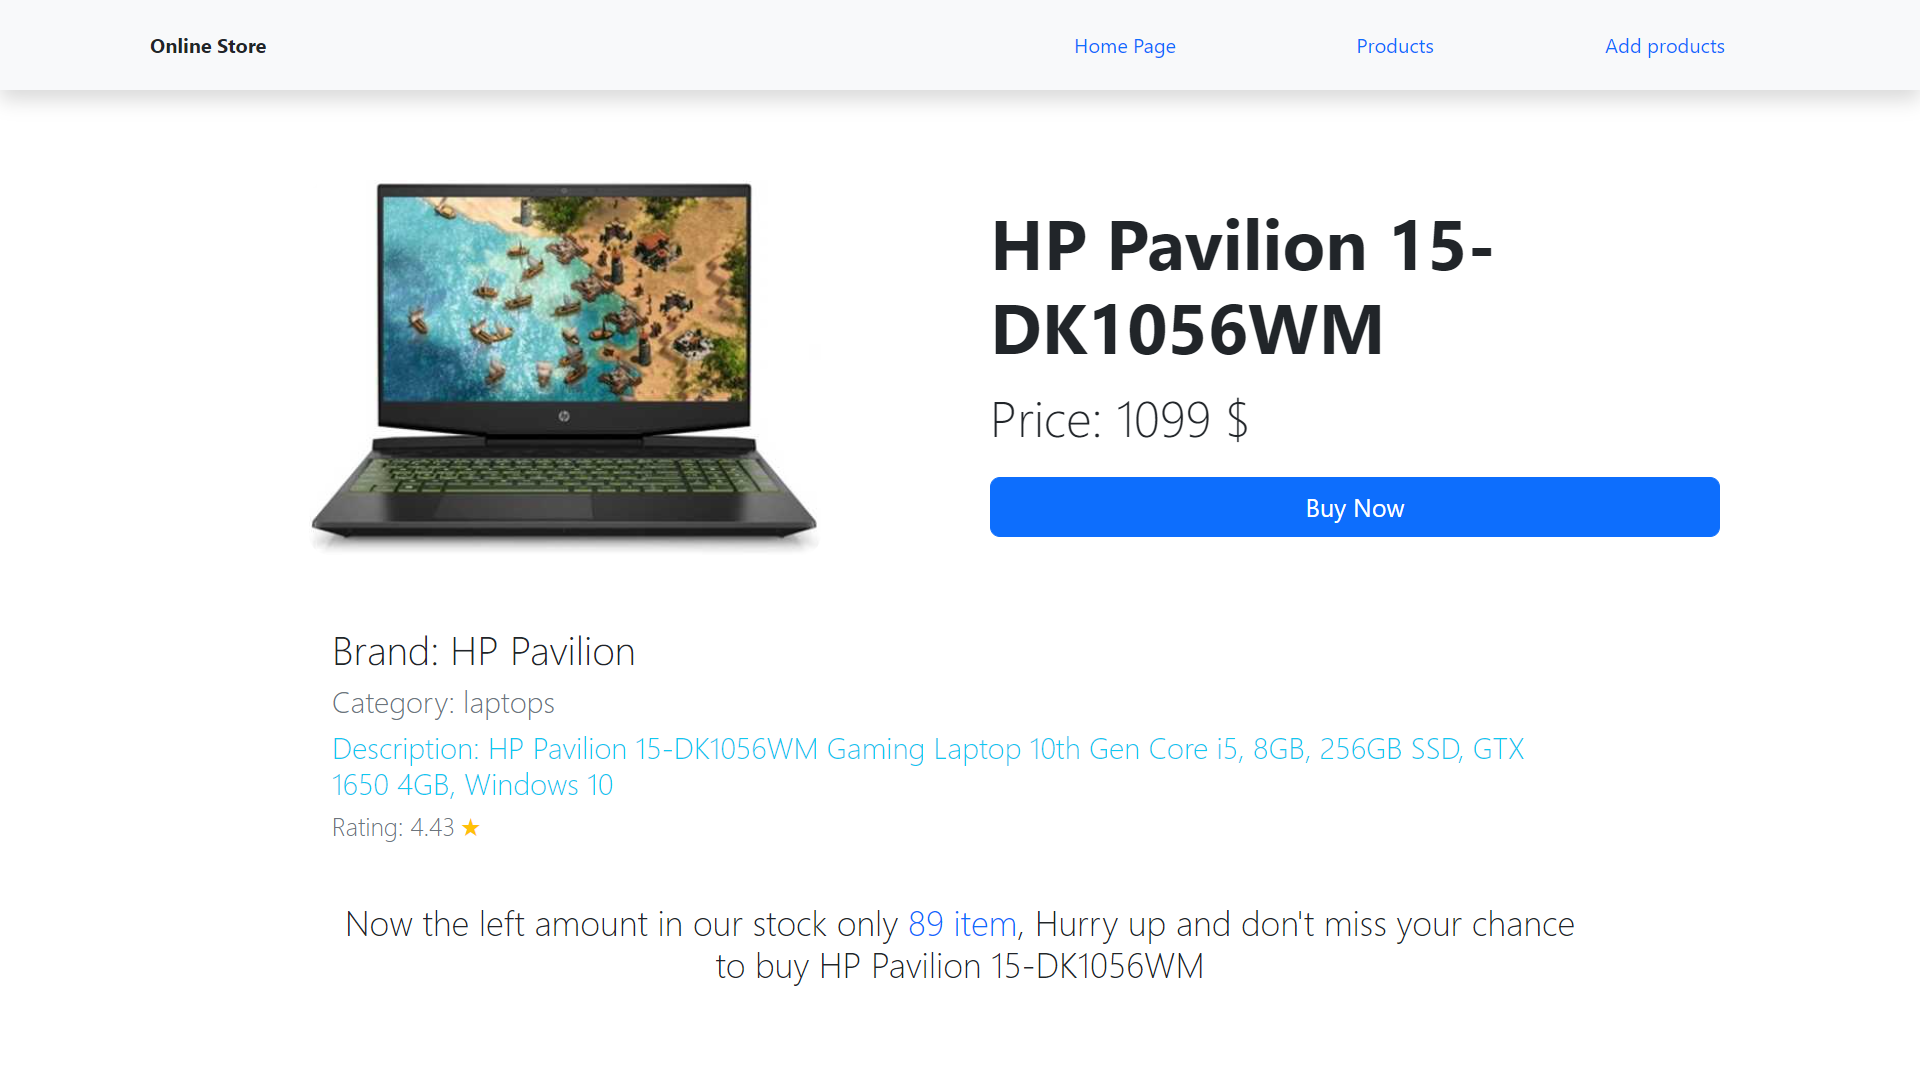 Online Store
Home Page
Products
Add products
HP Pavilion 15-
DK1056WM
Price: 1099 $
Buy Now
hp
Brand: HP Pavilion
Category: laptops
Description: HP Pavilion 15-DK1056WM Gaming Laptop 10th Gen Core i5, 8GB, 256GB SSD, GTX
1650 4GB, Windows 10
Rating: 4.43 ★
Now the left amount in our stock only 89 item, Hurry up and don't miss your chance
to buy HP Pavilion 15-DK1056WM